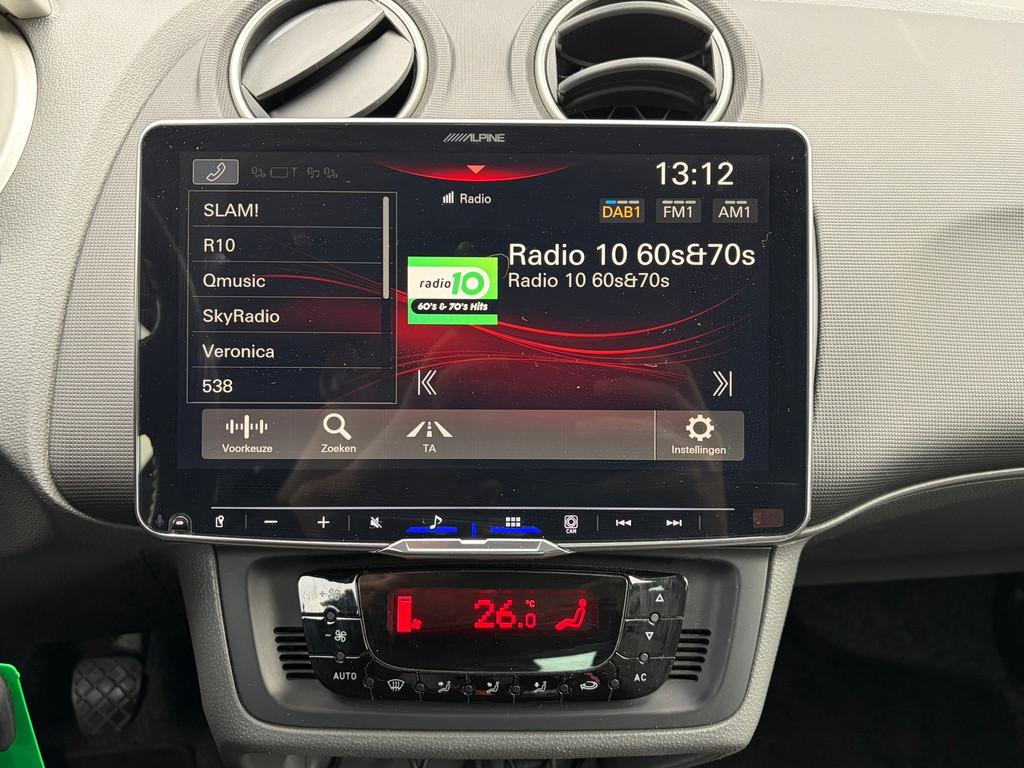 ALPINE
13:12
Radio
DAB1 FM1 AM1
SLAM!
R10
Qmusic
SkyRadio
Veronica
538
Radio 10 60s&70s
Radio 10 60s&70s
radio 10
60's & 70's Hits
Voorkeuze
Zoeken
TA
Instellingen
CAM
26.0 °C
AUTO
AC